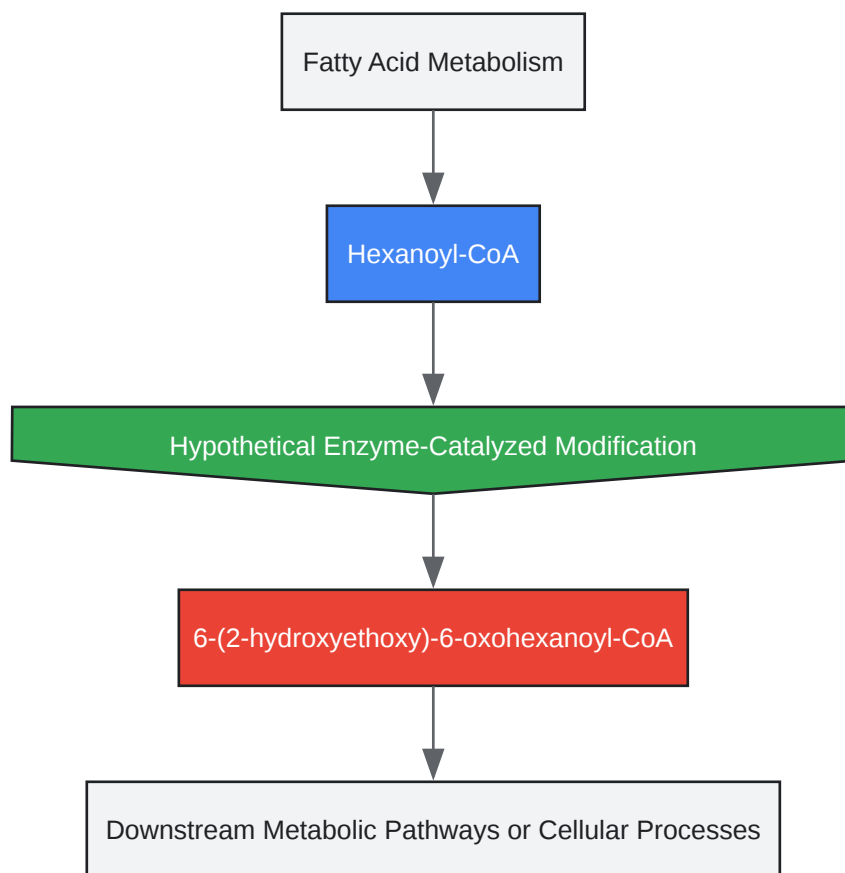 Fatty Acid Metabolism
Hexanoyl-CoA
Hypothetical Enzyme-Catalyzed Modification
6-(2-hydroxyethoxy)-6-oxohexanoyl-CoA
Downstream Metabolic Pathways or Cellular Processes